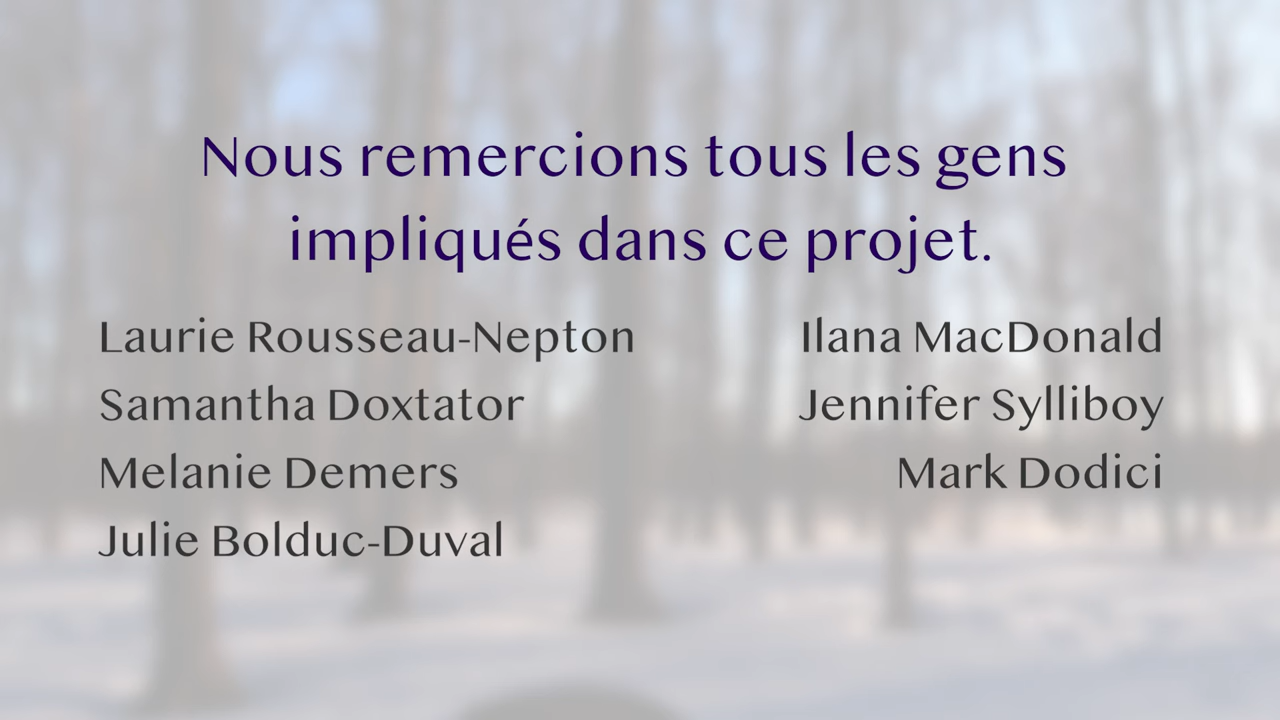 Nous remercions tous les gens
impliqués dans ce projet.
Laurie Rousseau-Nepton
Samantha Doxtator
Melanie Demers
Julie Bolduc-Duval
Ilana MacDonald
Jennifer Sylliboy
Mark Dodici